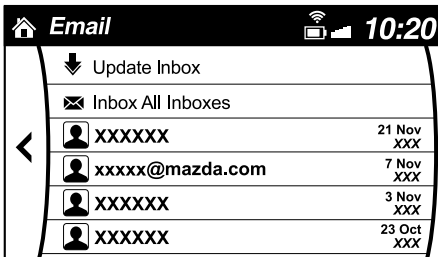 Email 10:20
Update Inbox
Inbox All Inboxes
XXXXXX 21 Nov
XXX
xxxxx@mazda.com 7 Nov
XXX
XXXXXX 3 Nov
XXX
XXXXXX 23 Oct
XXX